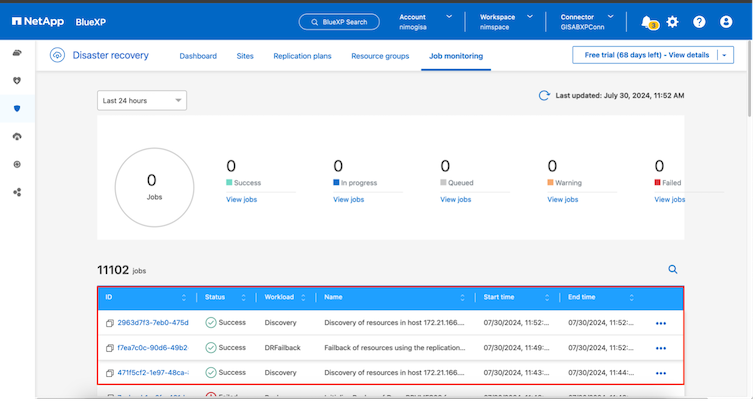 NetApp BlueXP BlueXP Search Account nimogisa Workspace nimspace Connector GISABXPConn 3
Disaster recovery Dashboard Sites Replication plans Resource groups Job monitoring Free trial (68 days left) - View details
Last 24 hours Last updated: July 30, 2024, 11:52 AM
0 Jobs
0 Success View jobs
0 In progress View jobs
0 Queued View jobs
0 Warning View jobs
0 Failed View jobs
11102 jobs
ID Status Workload Name Start time End time
2963d7f3-7eb0-475d Success Discovery Discovery of resources in host 172.21.166.... 07/30/2024, 11:52:... 07/30/2024, 11:52:...
f7ea7c0c-90d6-49b2 Success DRFailback Failback of resources using the replication... 07/30/2024, 11:49:... 07/30/2024, 11:52:...
471f5cf2-1e97-48ca- Success Discovery Discovery of resources in host 172.21.166.... 07/30/2024, 11:43:... 07/30/2024, 11:44:...